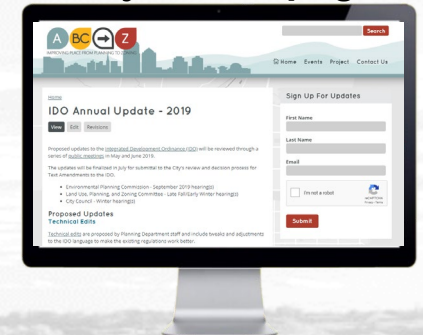 Search
A BC Z
IMPROVING PLACE FROM PLANNING TO ZONING
Home Events Project Contact Us
Home
IDO Annual Update - 2019
View Edit Revisions
Proposed updates to the Integrated Development Ordinance (IDO) will be reviewed through a
series of public meetings in May and June 2019.
The updates will be finalized in July for submittal to the City's review and decision process for
Text Amendments to the IDO.
Environmental Planning Commission - September 2019 hearing(s)
Land Use, Planning, and Zoning Committee - Late Fall/Early Winter hearing(s)
City Council - Winter hearing(s)
Proposed Updates
Technical Edits
Technical edits are proposed by Planning Department staff and include tweaks and adjustments
to the IDO language to make the existing regulations work better.
Sign Up For Updates
First Name
Last Name
Email
I'm not a robot
reCAPTCHA
Privacy - Terms
Submit